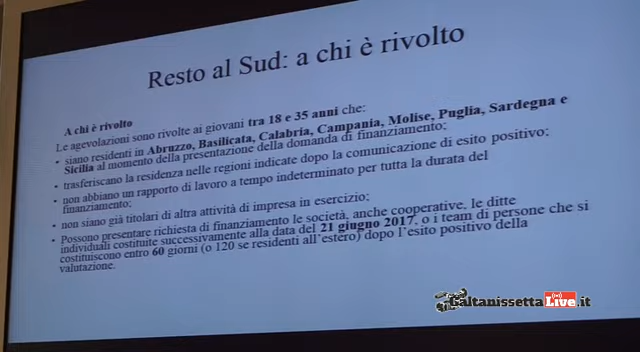 Resto al Sud: a chi è rivolto
A chi è rivolto
Le agevolazioni sono rivolte ai giovani tra 18 e 35 anni che:
• siano residenti in Abruzzo, Basilicata, Calabria, Campania, Molise, Puglia, Sardegna e
Sicilia al momento della presentazione della domanda di finanziamento;
• trasferiscano la residenza nelle regioni indicate dopo la comunicazione di esito positivo;
• non abbiano un rapporto di lavoro a tempo indeterminato per tutta la durata del
finanziamento;
• non siano già titolari di altra attività di impresa in esercizio;
• Possono presentare richiesta di finanziamento le società, anche cooperative, le ditte
individuali costituite successivamente alla data del 21 giugno 2017, o i team di persone che si
costituiscono entro 60 giorni (o 120 se residenti all'estero) dopo l'esito positivo della
valutazione.
CaltanissettaLive.it